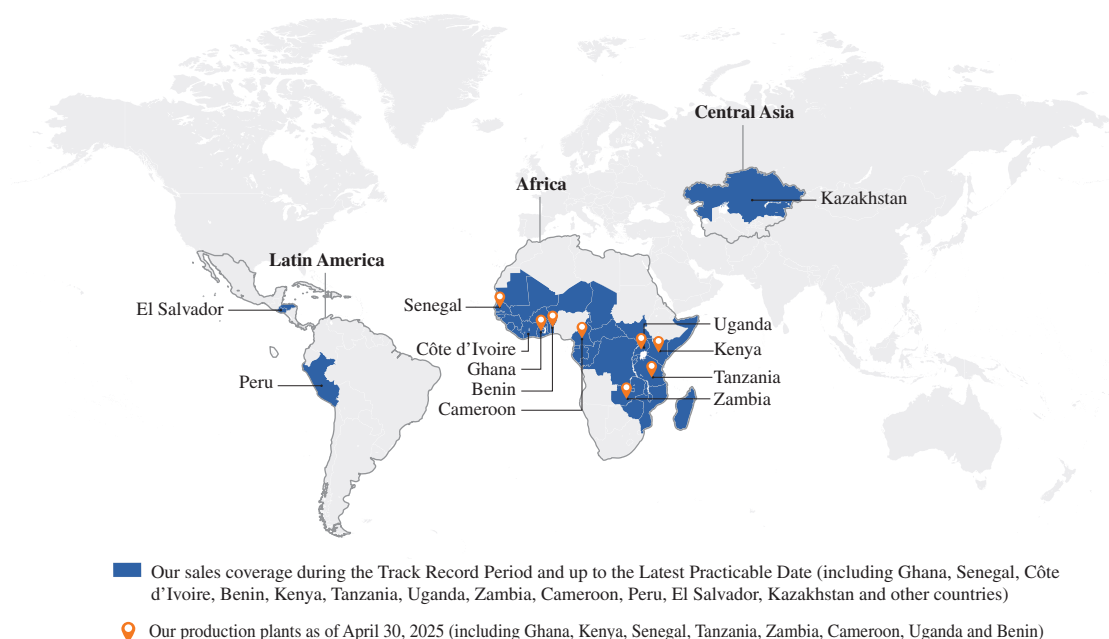 Central Asia
Africa
Kazakhstan
Latin America
El Salvador
Senegal
Uganda
Côte d’Ivoire
Kenya
Ghana
Peru
Tanzania
Benin
Zambia
Cameroon
Our sales coverage during the Track Record Period and up to the Latest Practicable Date (including Ghana, Senegal, Côte
d’Ivoire, Benin, Kenya, Tanzania, Uganda, Zambia, Cameroon, Peru, El Salvador, Kazakhstan and other countries)
Our production plants as of April 30, 2025 (including Ghana, Kenya, Senegal, Tanzania, Zambia, Cameroon, Uganda and Benin)